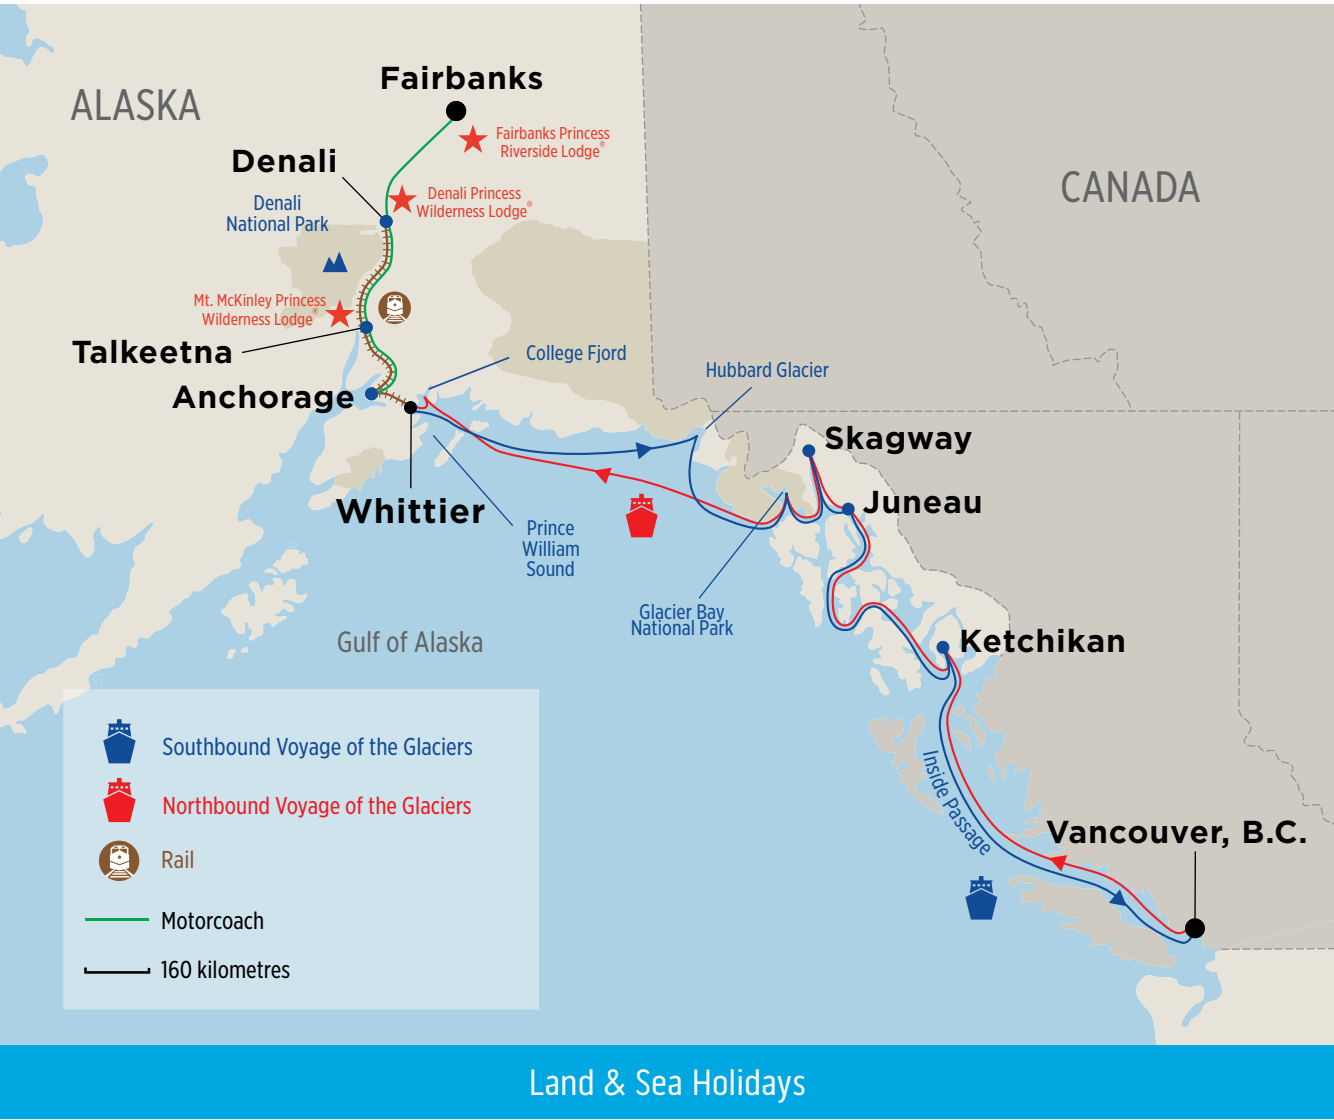 Fairbanks
ALASKA
Fairbanks Princess
Riverside Lodge®
Denali
Denali Princess
Wilderness Lodge®
Denali
National Park
CANADA
Mt. McKinley Princess
Wilderness Lodge®
Talkeetna
College Fjord
Hubbard Glacier
Anchorage
Skagway
Whittier
Juneau
Prince
William
Sound
Glacier Bay
National Park
Gulf of Alaska
Ketchikan
Southbound Voyage of the Glaciers
Northbound Voyage of the Glaciers
Rail
Motorcoach
160 kilometres
Inside Passage
Vancouver, B.C.
Land & Sea Holidays